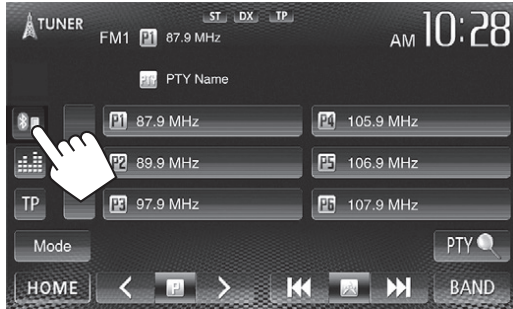 TUNER
ST DX TP
FM1 P1 87.9 MHz
AM 10:28
PTY PTY Name
P1 87.9 MHz
P4 105.9 MHz
P2 89.9 MHz
P5 106.9 MHz
TP
P3 97.9 MHz
P6 107.9 MHz
Mode
PTY
HOME
P
BAND